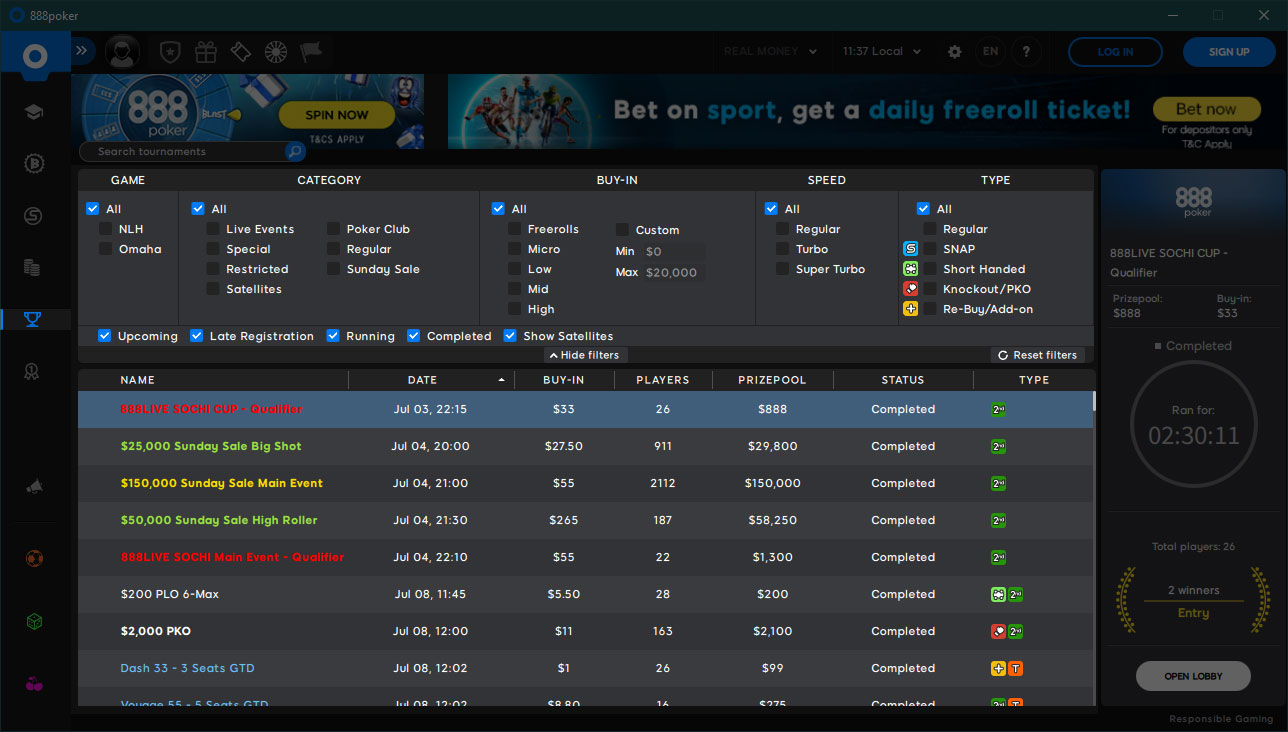 888poker
REAL MONEY
11:37 Local
EN
?
LOG IN
SIGN UP
888 poker BLAST
SPIN NOW
T&CS APPLY
Bet on sport, get a daily freeroll ticket!
Bet now
For depositors only
T&C Apply
Search tournaments
GAME CATEGORY BUY-IN SPEED TYPE
All All All All All
NLH Live Events Poker Club Freerolls Custom Regular Regular
Omaha Special Regular Micro Min $0 Turbo S SNAP
Restricted Sunday Sale Low Max $20,000 Super Turbo Short Handed
Satellites Mid Knockout/PKO
High Re-Buy/Add-on
Upcoming Late Registration Running Completed Show Satellites
Hide filters Reset filters
NAME DATE BUY-IN PLAYERS PRIZEPOOL STATUS TYPE
888LIVE SOCHI CUP - Qualifier Jul 03, 22:15 $33 26 $888 Completed 2nd
$25,000 Sunday Sale Big Shot Jul 04, 20:00 $27.50 911 $29,800 Completed 2nd
$150,000 Sunday Sale Main Event Jul 04, 21:00 $55 2112 $150,000 Completed 2nd
$50,000 Sunday Sale High Roller Jul 04, 21:30 $265 187 $58,250 Completed 2nd
888LIVE SOCHI Main Event - Qualifier Jul 04, 22:10 $55 22 $1,300 Completed 2nd
$200 PLO 6-Max Jul 08, 11:45 $5.50 28 $200 Completed 2nd
$2,000 PKO Jul 08, 12:00 $11 163 $2,100 Completed 2nd
Dash 33 - 3 Seats GTD Jul 08, 12:02 $1 26 $99 Completed T
Voyage 55 - 5 Seats GTD Jul 08, 12:02 $8.80 16 $275 Completed 2nd T
888
poker
888LIVE SOCHI CUP -
Qualifier
Prizepool: Buy-in:
$888 $33
Completed
Ran for:
02:30:11
Total players: 26
2 winners
Entry
OPEN LOBBY
Responsible Gaming